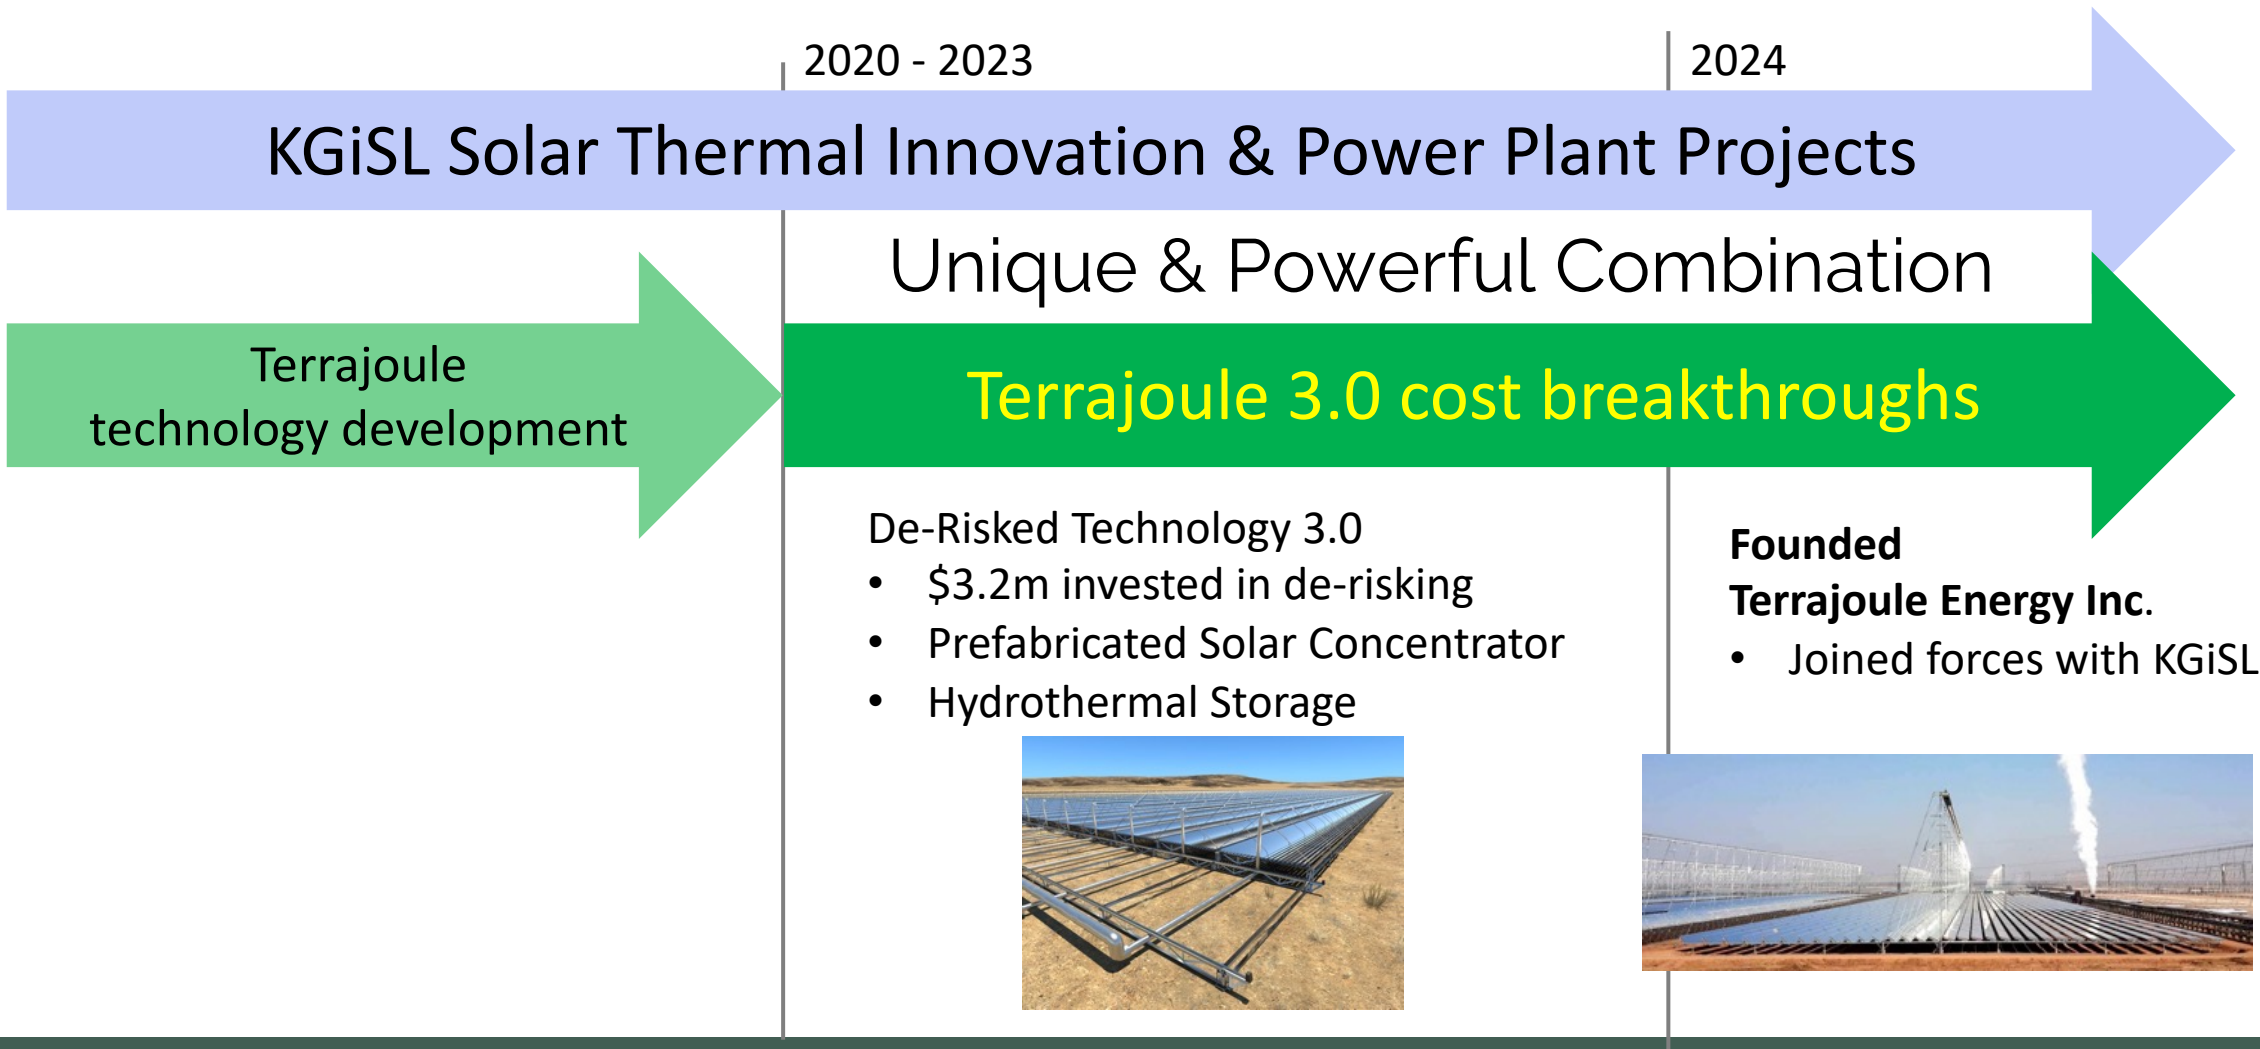 2020 - 2023
2024
KGiSL Solar Thermal Innovation & Power Plant Projects
Unique & Powerful Combination
Terrajoule
technology development
Terrajoule 3.0 cost breakthroughs
De-Risked Technology 3.0
• $3.2m invested in de-risking
• Prefabricated Solar Concentrator
• Hydrothermal Storage
Founded
Terrajoule Energy Inc.
• Joined forces with KGiSL